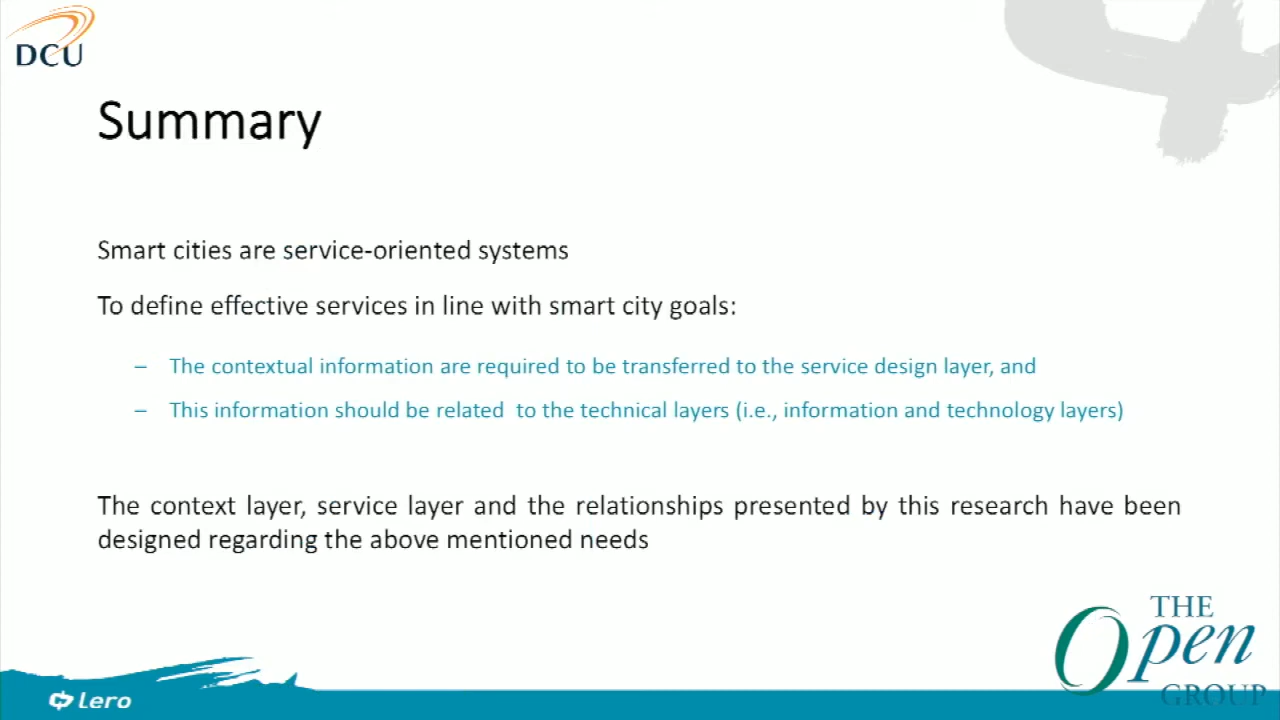 DCU
Summary
Smart cities are service-oriented systems
To define effective services in line with smart city goals:
– The contextual information are required to be transferred to the service design layer, and
– This information should be related to the technical layers (i.e., information and technology layers)
The context layer, service layer and the relationships presented by this research have been
designed regarding the above mentioned needs
THE
Open
GROUP
Lero